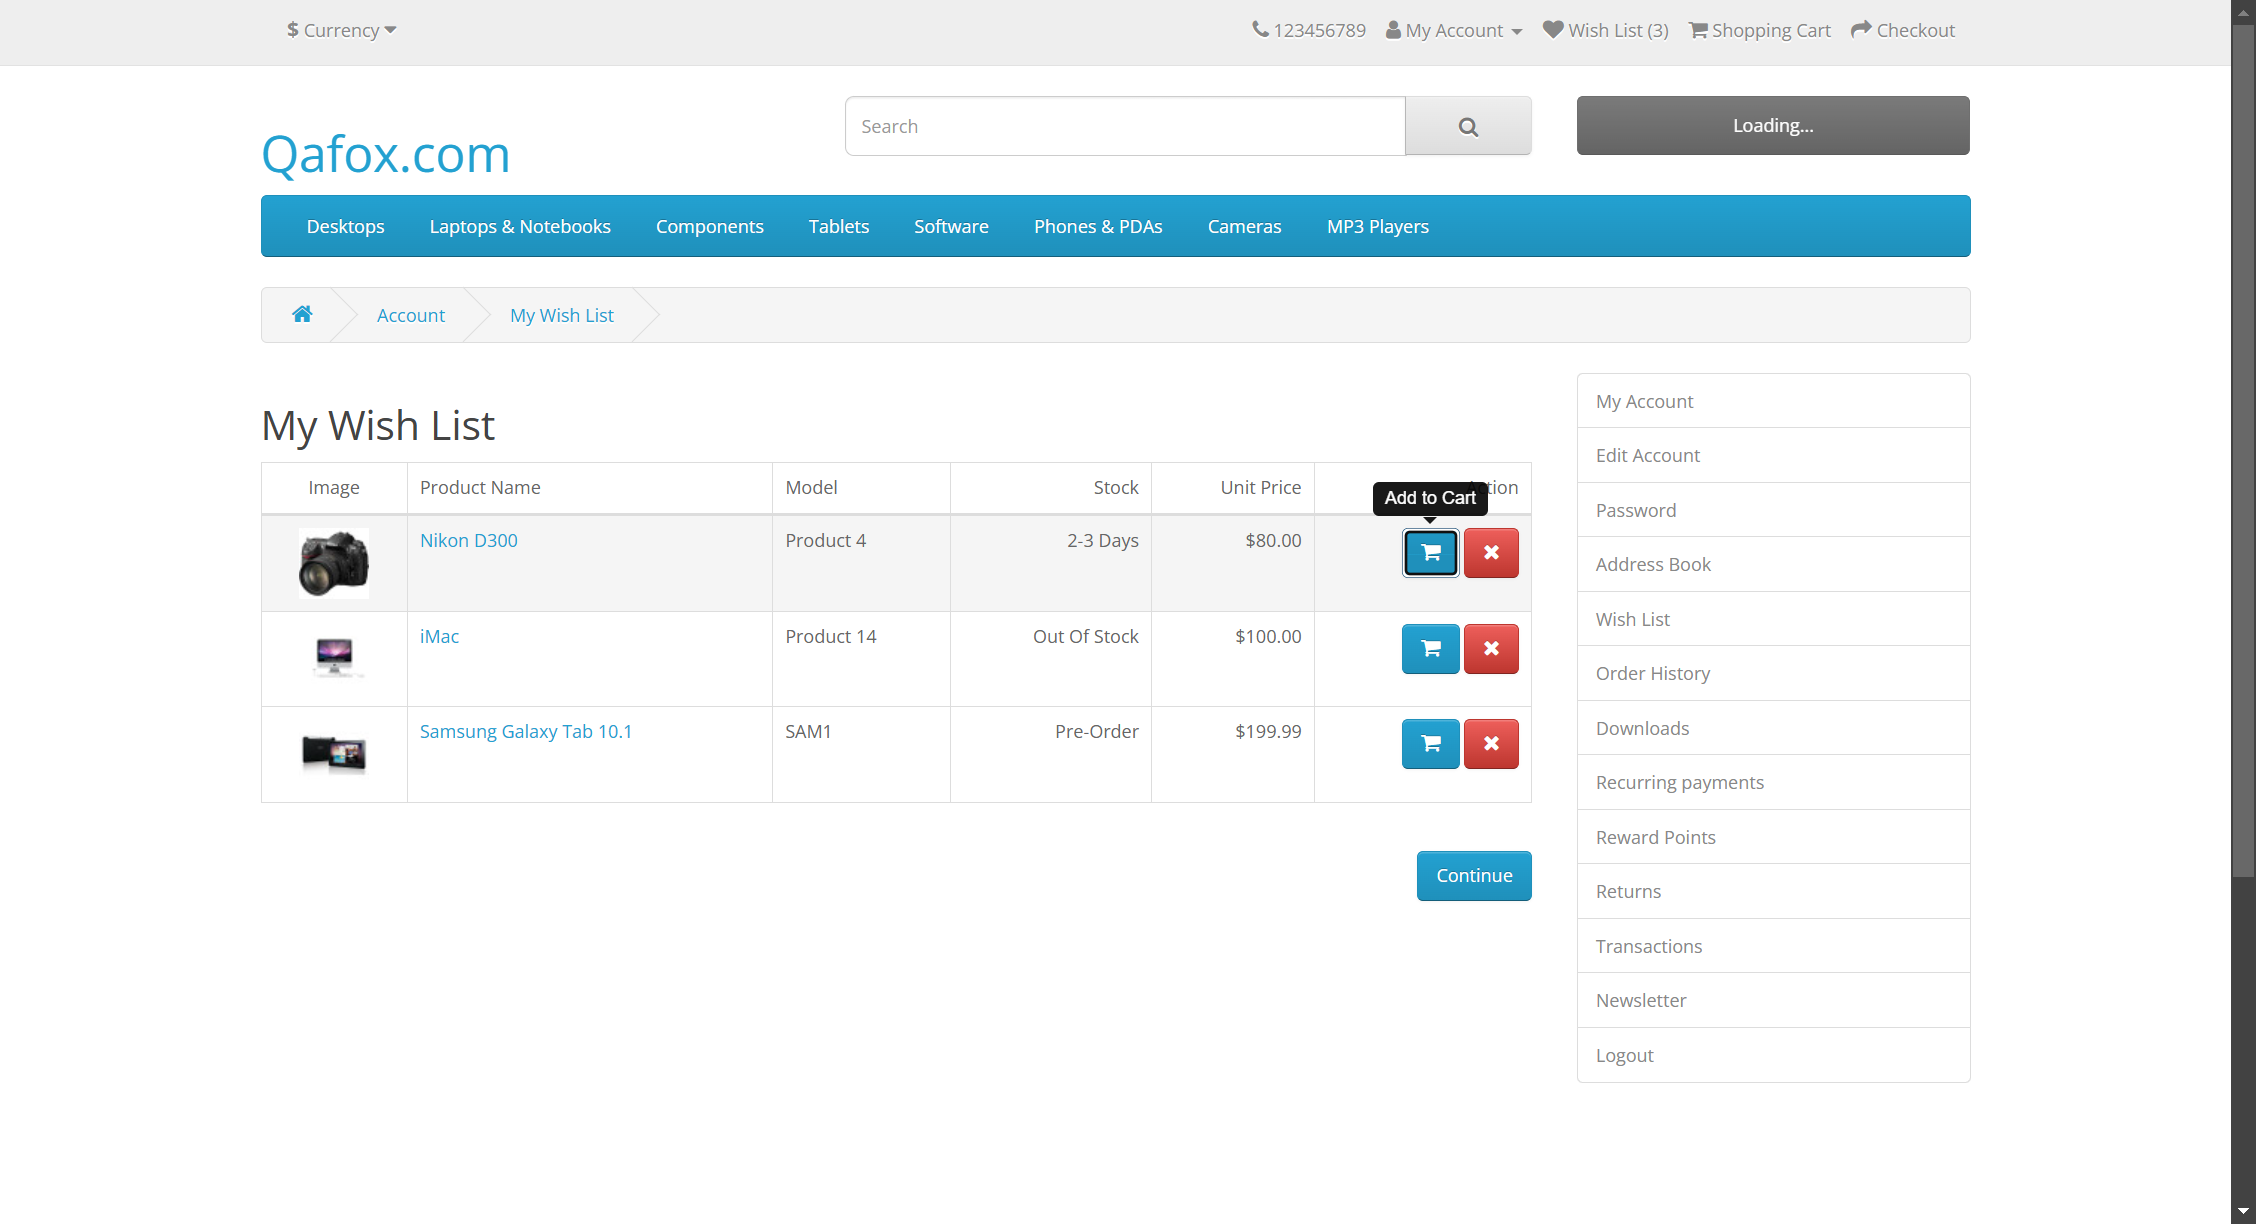 $ Currency
123456789 My Account Wish List (3) Shopping Cart Checkout
Qafox.com
Search
Loading...
Desktops Laptops & Notebooks Components Tablets Software Phones & PDAs Cameras MP3 Players
Account My Wish List
My Wish List
Image Product Name Model Stock Unit Price
Add to Cart
Nikon D300 Product 4 2-3 Days $80.00
iMac Product 14 Out Of Stock $100.00
Samsung Galaxy Tab 10.1 SAM1 Pre-Order $199.99
Continue
My Account
Edit Account
Password
Address Book
Wish List
Order History
Downloads
Recurring payments
Reward Points
Returns
Transactions
Newsletter
Logout